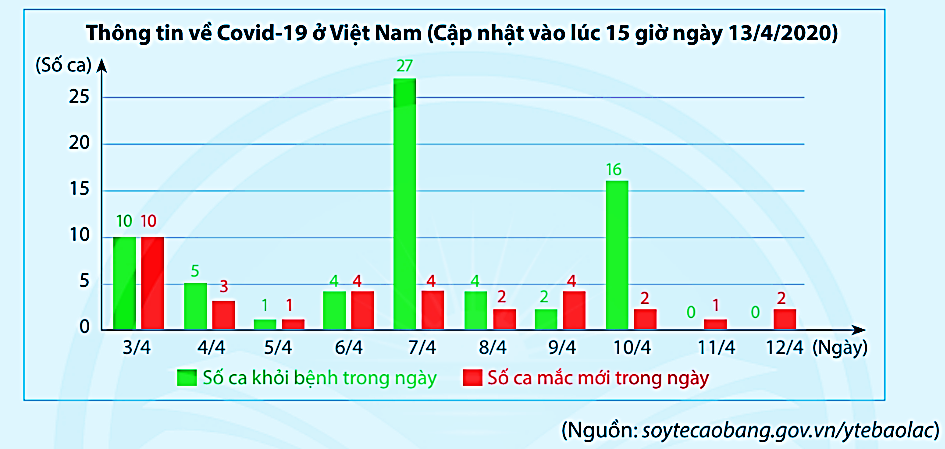 Thông tin về Covid-19 ở Việt Nam (Cập nhật vào lúc 15 giờ ngày 13/4/2020)
(Số ca)
27
25
20
16
15
10 10
10
5 3
4 4 4
4 2
2 4
2
5
1 1
0 1
0 2
0
3/4 4/4 5/4 6/4 7/4 8/4 9/4 10/4 11/4 12/4 (Ngày)
Số ca khỏi bệnh trong ngày Số ca mắc mới trong ngày
(Nguồn: soytecaobang.gov.vn/ytebaolac)